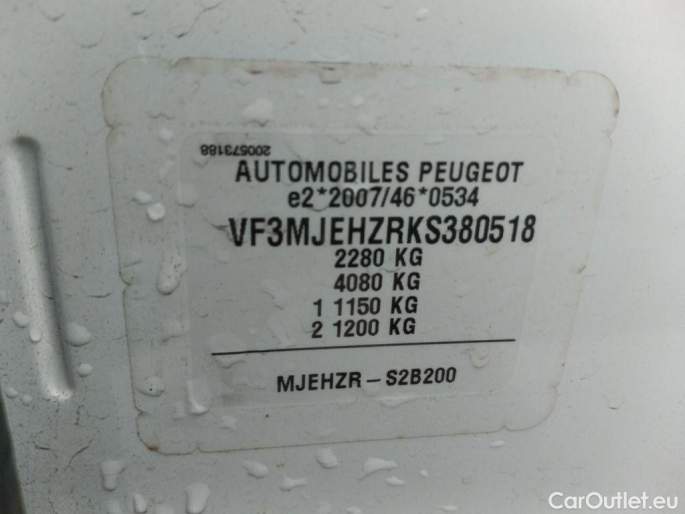 200573188
AUTOMOBILES PEUGEOT
e2*2007/46*0534
VF3MJEHZRKS380518
2280 KG
4080 KG
1 1150 KG
2 1200 KG
MJEHZR – S2B200
CarOutlet.eu